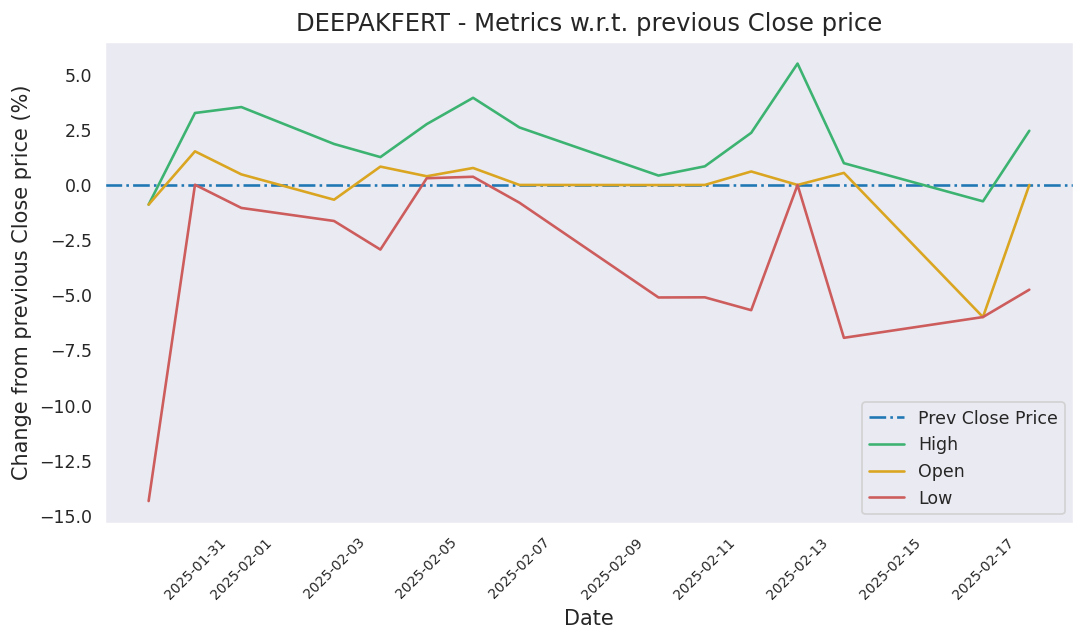 DEEPAKFERT - Metrics w.r.t. previous Close price
Change from previous Close price (%)
5.0
2.5
0.0
−2.5
−5.0
−7.5
−10.0
−12.5
−15.0
Prev Close Price
High
Open
Low
2025-01-31
2025-02-01
2025-02-03
2025-02-05
2025-02-07
2025-02-09
2025-02-11
2025-02-13
2025-02-15
2025-02-17
Date